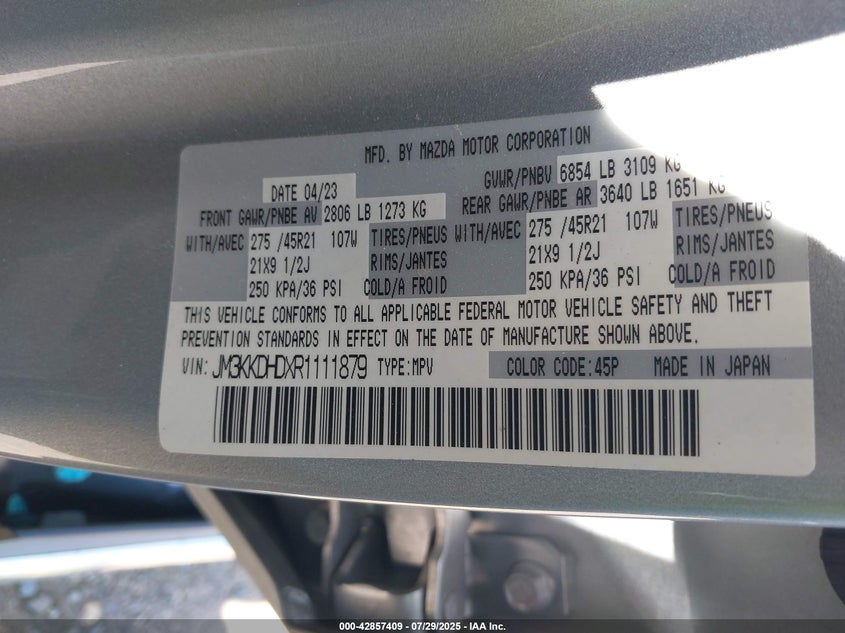 MFD. BY MAZDA MOTOR CORPORATION
DATE 04/23 GVWR/PNBV 6854 LB 3109 KG
FRONT GAWR/PNBE AV 2806 LB 1273 KG REAR GAWR/PNBE AR 3640 LB 1651 KG
WITH/AVEC 275 /45R21 107W TIRES/PNEUS WITH/AVEC 275 /45R21 107W TIRES/PNEUS
21X9 1/2J RIMS/JANTES 21X9 1/2J RIMS/JANTES
250 KPA/36 PSI COLD/A FROID 250 KPA/36 PSI COLD/A FROID
THIS VEHICLE CONFORMS TO ALL APPLICABLE FEDERAL MOTOR VEHICLE SAFETY AND THEFT
PREVENTION STANDARDS IN EFFECT ON THE DATE OF MANUFACTURE SHOWN ABOVE.
VIN: JM3KKDHDXR1111879 TYPE:MPV COLOR CODE:45P MADE IN JAPAN
000-42857409 - 07/29/2025 - IAA Inc.